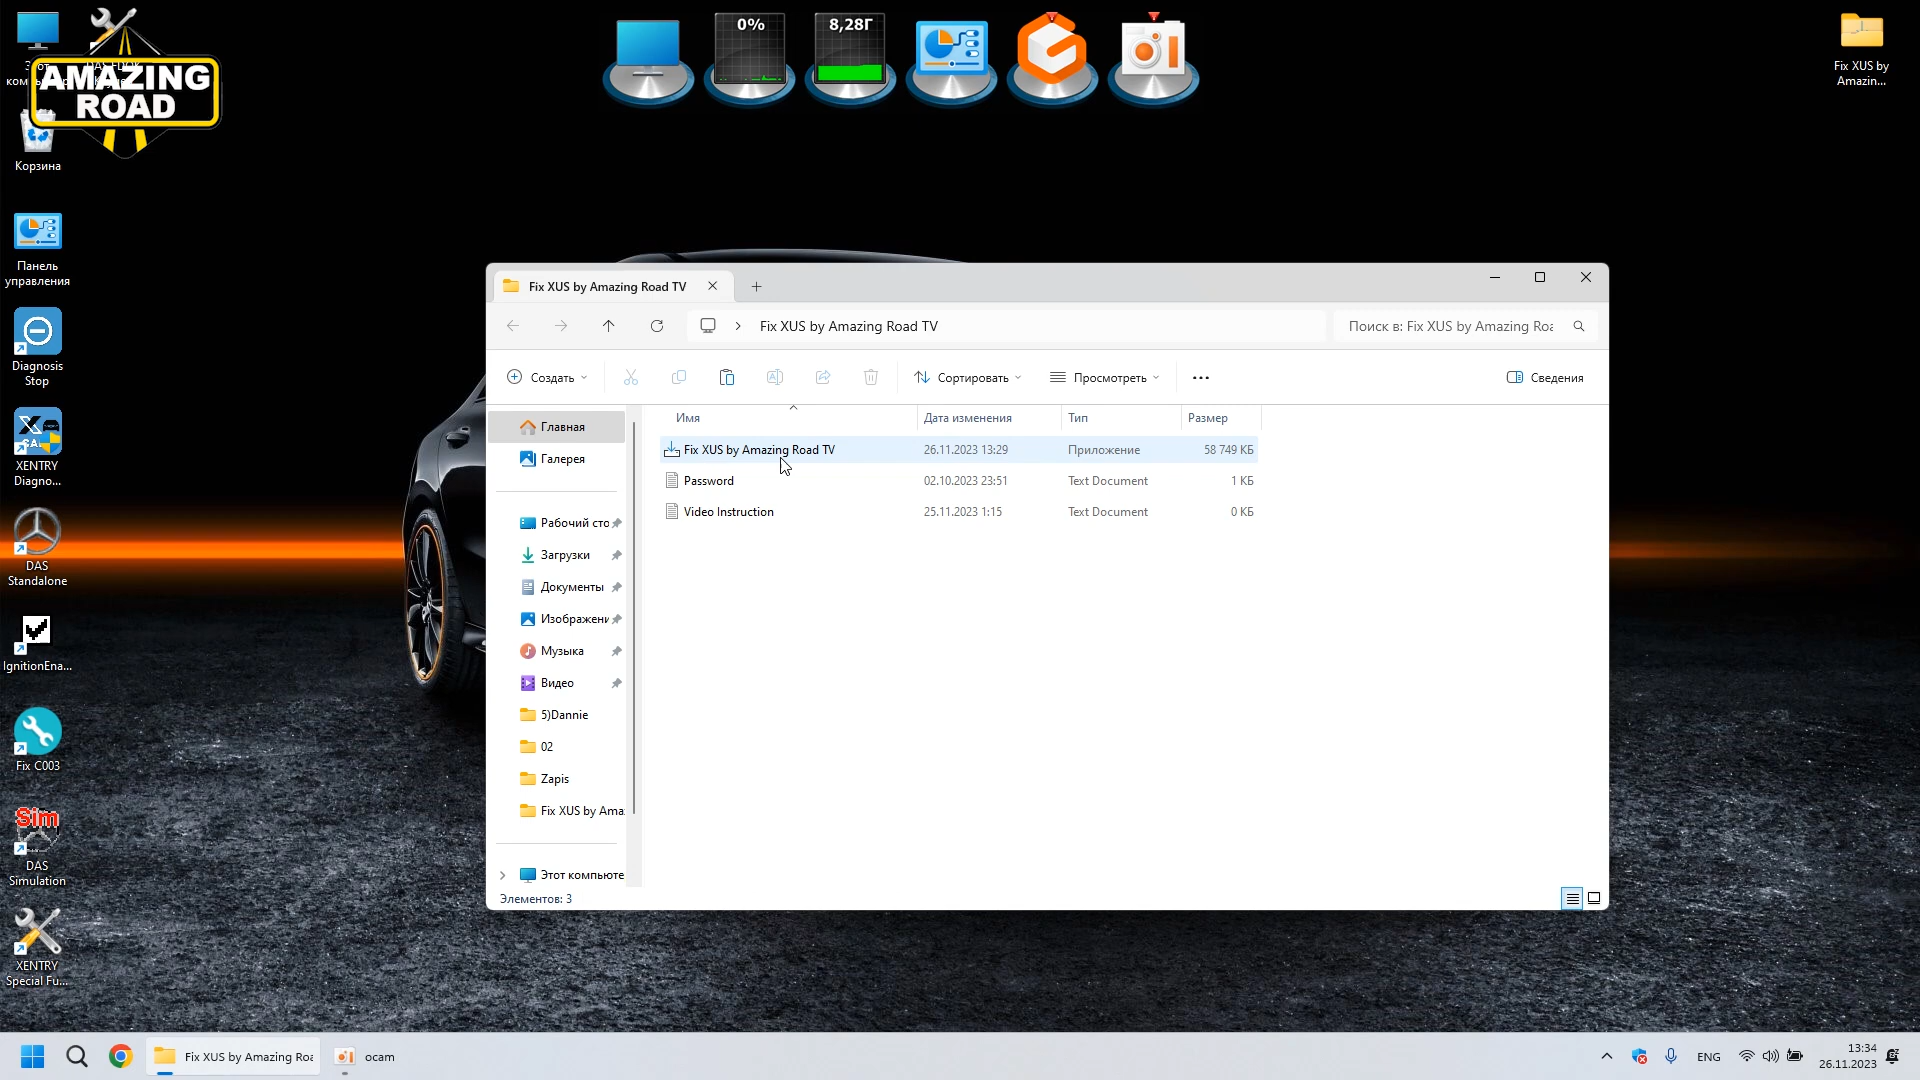 AMAZING
ROAD
Корзина
Панель
управления
Diagnosis
Stop
XENTRY
Diagno...
DAS
Standalone
IgnitionEna...
Fix C003
Sim
DAS
Simulation
XENTRY
Special Fu...
0%
8,28Г
Fix XUS by
Amazin...
Fix XUS by Amazing Road TV
Fix XUS by Amazing Road TV
Поиск в: Fix XUS by Amazing Roa
Создать
Сортировать
Просмотреть
Сведения
Имя Дата изменения Тип Размер
Fix XUS by Amazing Road TV 26.11.2023 13:29 Приложение 58 749 КБ
Password 02.10.2023 23:51 Text Document 1 КБ
Video Instruction 25.11.2023 1:15 Text Document 0 КБ
Главная
Галерея
Рабочий сто
Загрузки
Документы
Изображени
Музыка
Видео
5)Dannie
02
Zapis
Fix XUS by Ama
Этот компьюте
Элементов: 3
Fix XUS by Amazing Roa
ocam
ENG
13:34
26.11.2023